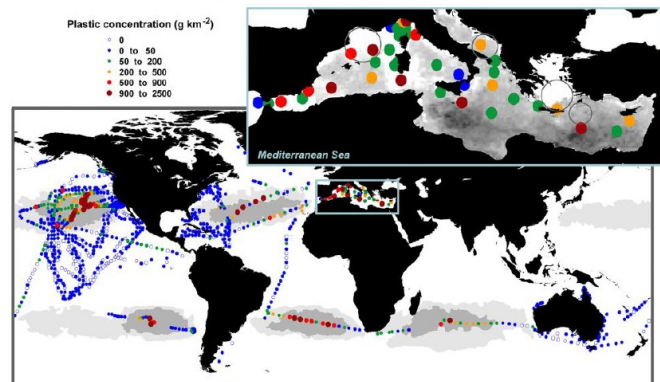 Plastic concentration (g km⁻²)
0
0 to 50
50 to 200
200 to 500
500 to 900
900 to 2500
Mediterranean Sea